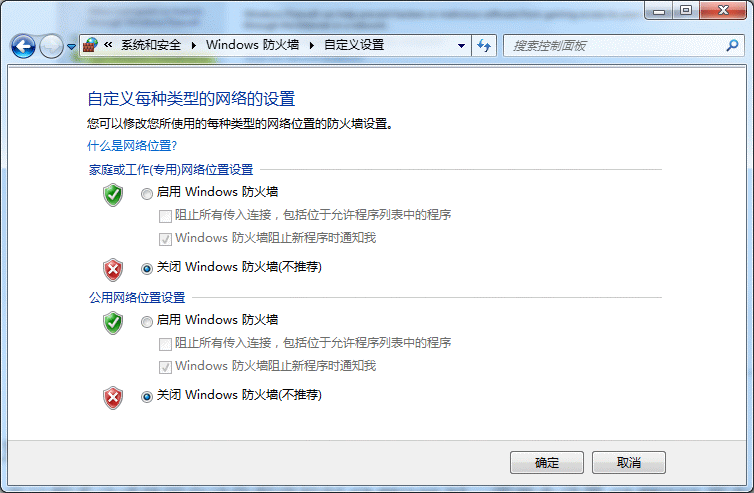 « 系统和安全 ▸ Windows 防火墙 ▸ 自定义设置
搜索控制面板
自定义每种类型的网络的设置
您可以修改您所使用的每种类型的网络位置的防火墙设置。
什么是网络位置?
家庭或工作(专用)网络位置设置
启用 Windows 防火墙
阻止所有传入连接，包括位于允许程序列表中的程序
Windows 防火墙阻止新程序时通知我
关闭 Windows 防火墙(不推荐)
公用网络位置设置
启用 Windows 防火墙
阻止所有传入连接，包括位于允许程序列表中的程序
Windows 防火墙阻止新程序时通知我
关闭 Windows 防火墙(不推荐)
确定
取消